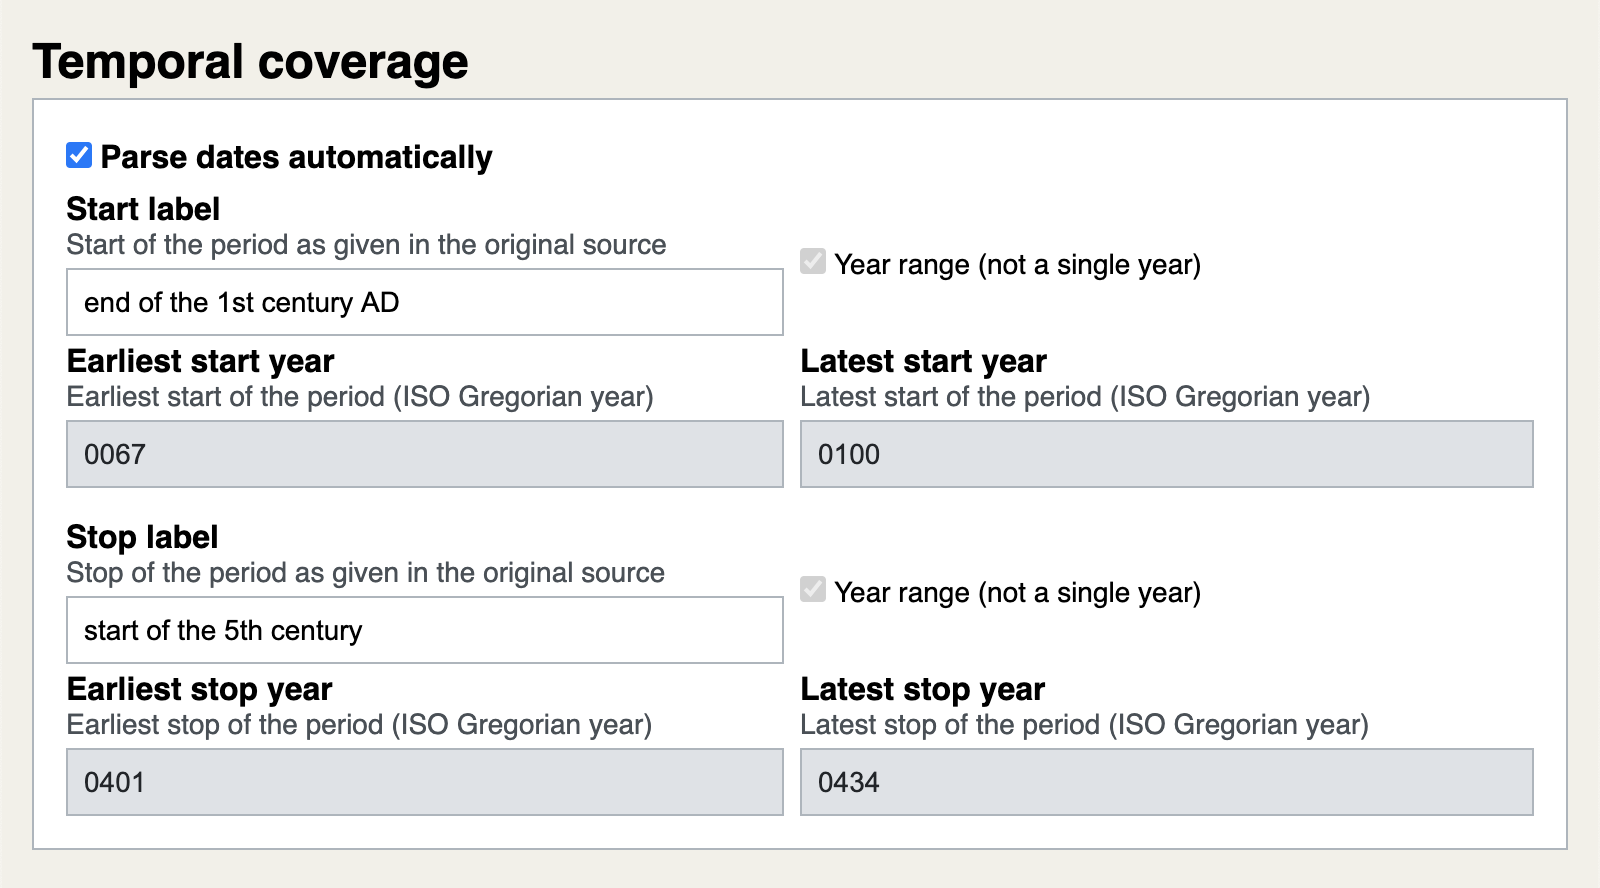 Temporal coverage
Parse dates automatically
Start label
Start of the period as given in the original source
Year range (not a single year)
end of the 1st century AD
Earliest start year
Earliest start of the period (ISO Gregorian year)
0067
Latest start year
Latest start of the period (ISO Gregorian year)
0100
Stop label
Stop of the period as given in the original source
Year range (not a single year)
start of the 5th century
Earliest stop year
Earliest stop of the period (ISO Gregorian year)
0401
Latest stop year
Latest stop of the period (ISO Gregorian year)
0434